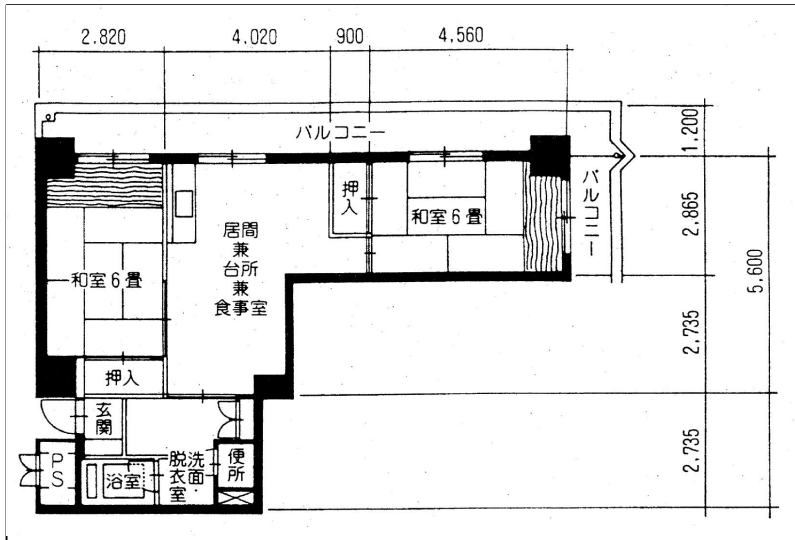 2.820
4.020
900
4,560
バルコニー
1.200
押入
バルコニー
2,865
和室6畳
居間
兼
台所
兼
食事室
和室6畳
5,600
2,735
押入
玄関
2,735
PS
浴室
洗面・
脱衣室
便所